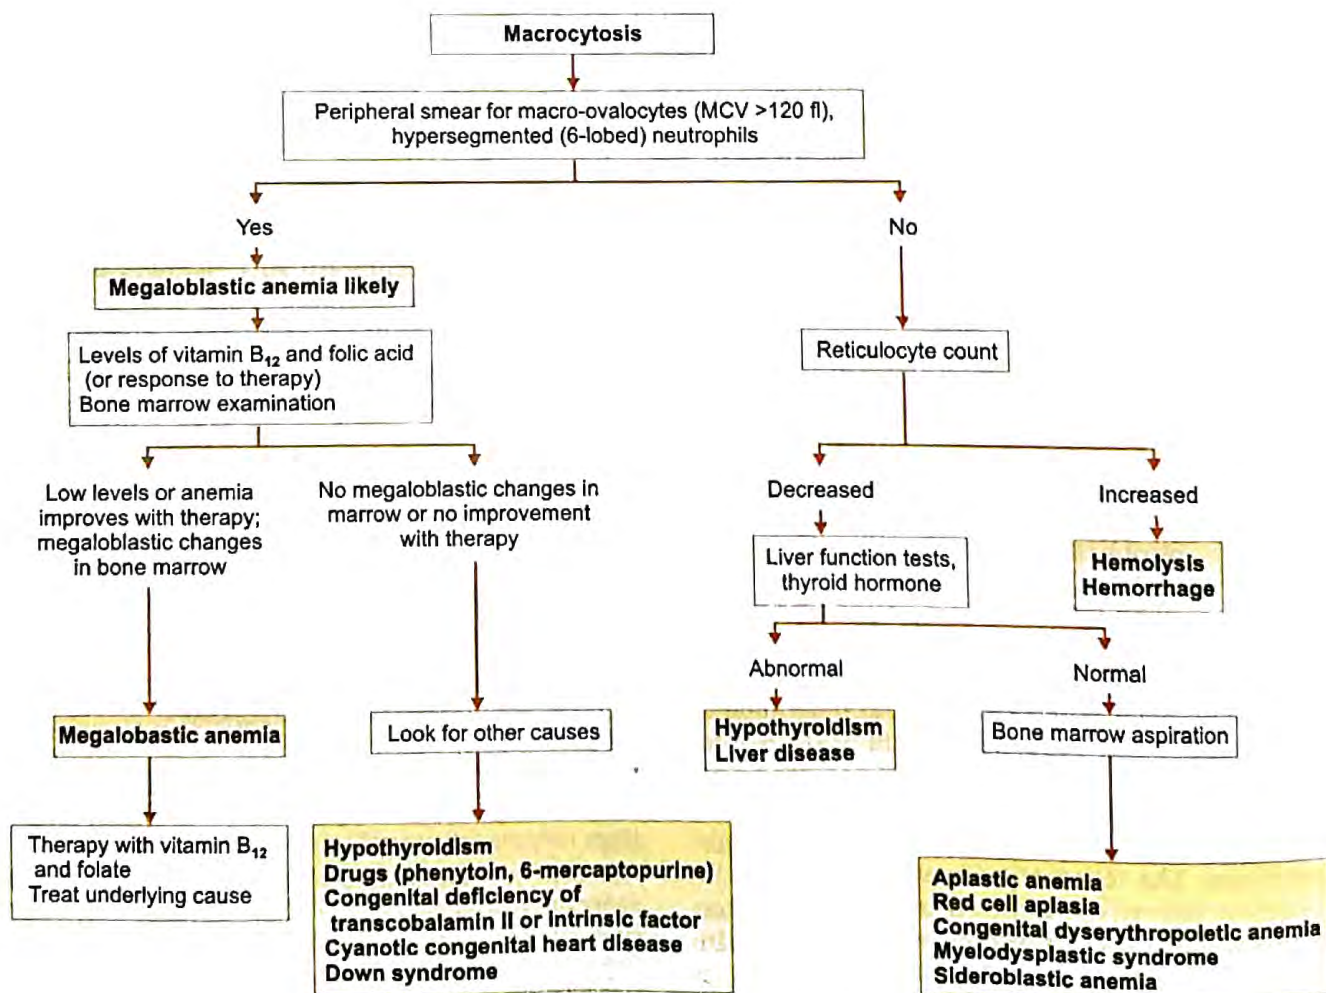 Macrocytosis
Peripheral smear for macro-ovalocytes (MCV >120 fl),
hypersegmented (6-lobed) neutrophils
Yes
No
Megaloblastic anemia likely
Levels of vitamin B₁₂ and folic acid
(or response to therapy)
Bone marrow examination
Reticulocyte count
Low levels or anemia
improves with therapy;
megaloblastic changes
in bone marrow
No megaloblastic changes in
marrow or no improvement
with therapy
Decreased
Increased
Liver function tests,
thyroid hormone
Hemolysis
Hemorrhage
Abnormal
Normal
Megalobastic anemia
Look for other causes
Hypothyroidism
Liver disease
Bone marrow aspiration
Therapy with vitamin B₁₂
and folate
Treat underlying cause
Hypothyroidism
Drugs (phenytoin, 6-mercaptopurine)
Congenital deficiency of
transcobalamin II or intrinsic factor
Cyanotic congenital heart disease
Down syndrome
Aplastic anemia
Red cell aplasia
Congenital dyserythropoietic anemia
Myelodysplastic syndrome
Sideroblastic anemia